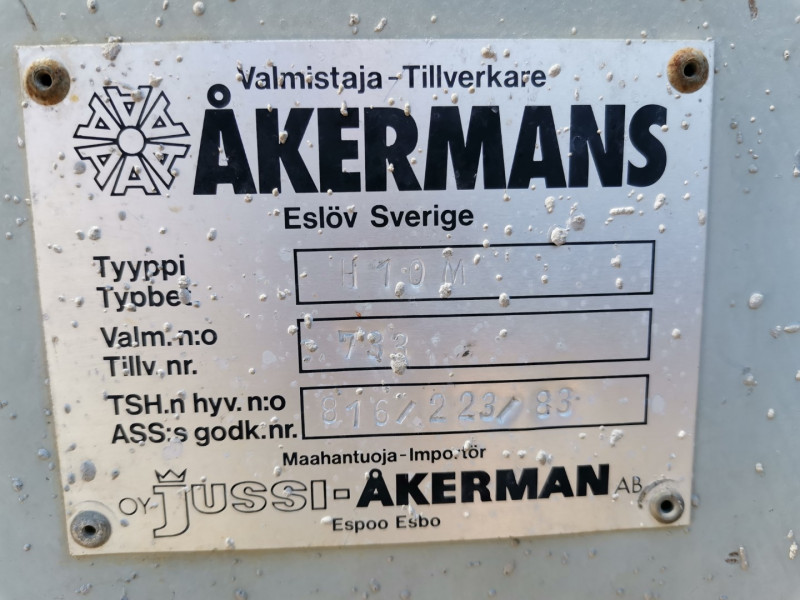 Valmistaja-Tillverkare
ÅKERMANS
Eslöv Sverige
Tyyppi H10M
Typbet.
Valm.n:o 733
Tillv.nr.
TSH.n hyv.n:o 816/223/83
ASS:s godk.nr.
Maahantuoja-Importör
OY JUSSI-ÅKERMAN AB
Espoo Esbo